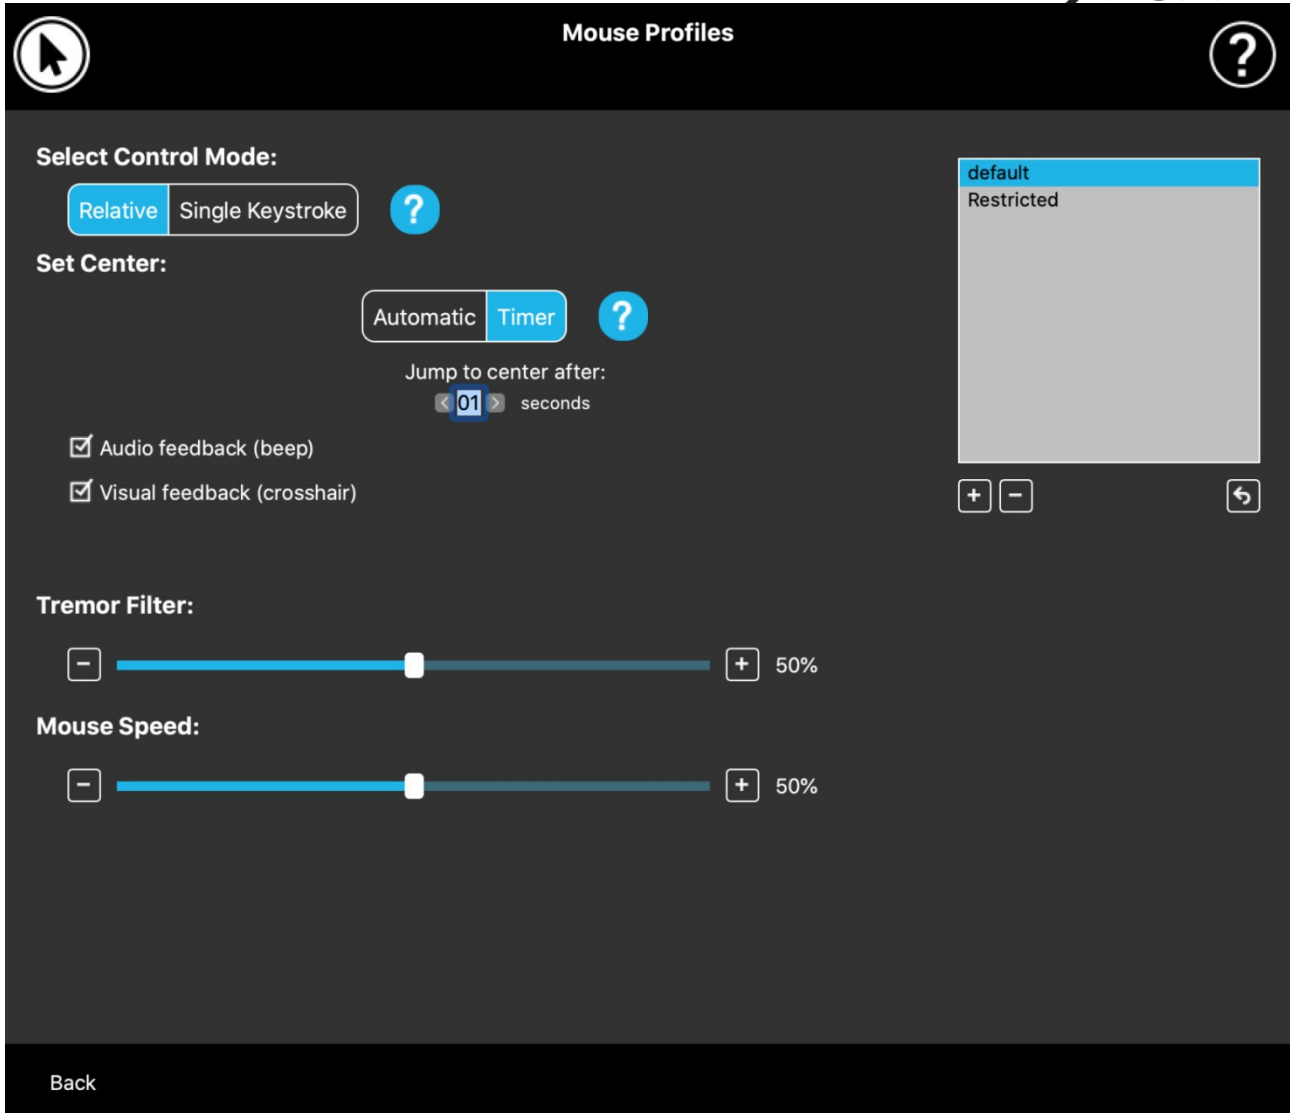 Mouse Profiles
?
Select Control Mode:
Relative Single Keystroke ?
Set Center:
Automatic Timer ?
Jump to center after:
< 01 > seconds
Audio feedback (beep)
Visual feedback (crosshair)
default
Restricted
+ −
Tremor Filter:
− + 50%
Mouse Speed:
− + 50%
Back